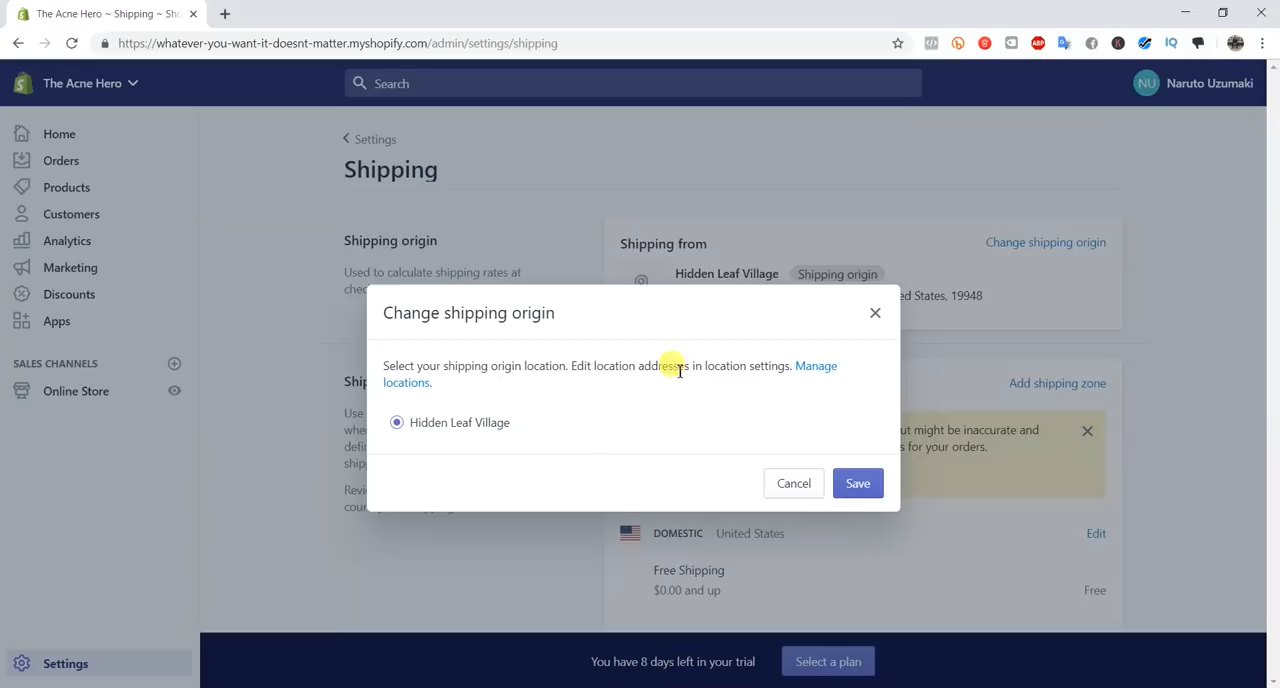 The Acne Hero ~ Shipping ~ Sh
https://whatever-you-want-it-doesnt-matter.myshopify.com/admin/settings/shipping
The Acne Hero
Search
NU Naruto Uzumaki
Home
Orders
Products
Customers
Analytics
Marketing
Discounts
Apps
SALES CHANNELS
Online Store
Settings
Settings
Shipping
Shipping origin
Used to calculate shipping rates at
Shipping from
Change shipping origin
Hidden Leaf Village Shipping origin
States, 19948
Change shipping origin
Select your shipping origin location. Edit location addresses in location settings. Manage
locations.
Hidden Leaf Village
Cancel
Save
Use
Add shipping zone
might be inaccurate and
for your orders.
DOMESTIC United States
Edit
Free Shipping
$0.00 and up
Free
You have 8 days left in your trial
Select a plan